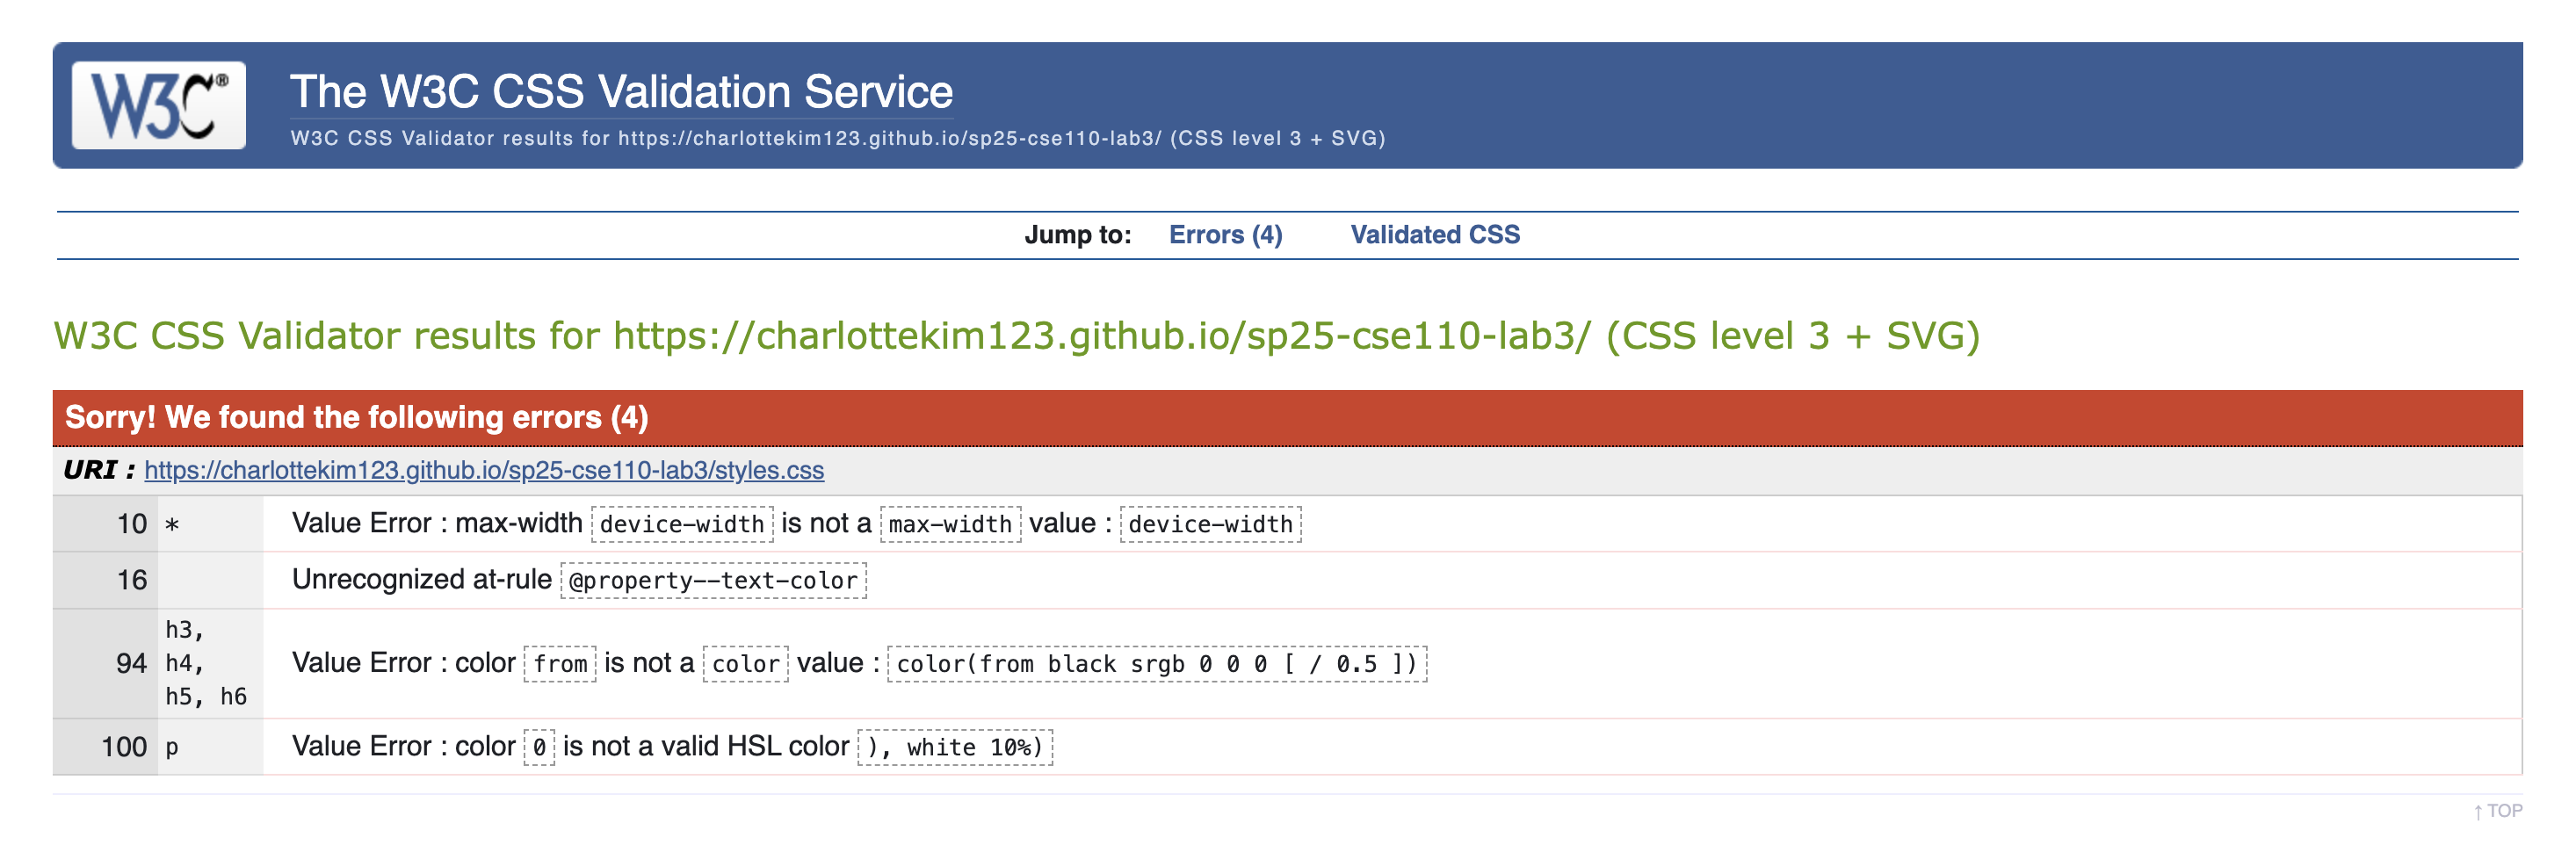 W3C®
The W3C CSS Validation Service
W3C CSS Validator results for https://charlottekim123.github.io/sp25-cse110-lab3/ (CSS level 3 + SVG)
Jump to: Errors (4) Validated CSS
W3C CSS Validator results for https://charlottekim123.github.io/sp25-cse110-lab3/ (CSS level 3 + SVG)
Sorry! We found the following errors (4)
URI : https://charlottekim123.github.io/sp25-cse110-lab3/styles.css
10 * Value Error : max-width device-width is not a max-width value : device-width
16 Unrecognized at-rule @property--text-color
h3,
94 h4, Value Error : color from is not a color value : color(from black srgb 0 0 0 [ / 0.5 ])
h5, h6
100 p Value Error : color 0 is not a valid HSL color ), white 10%)
↑ TOP